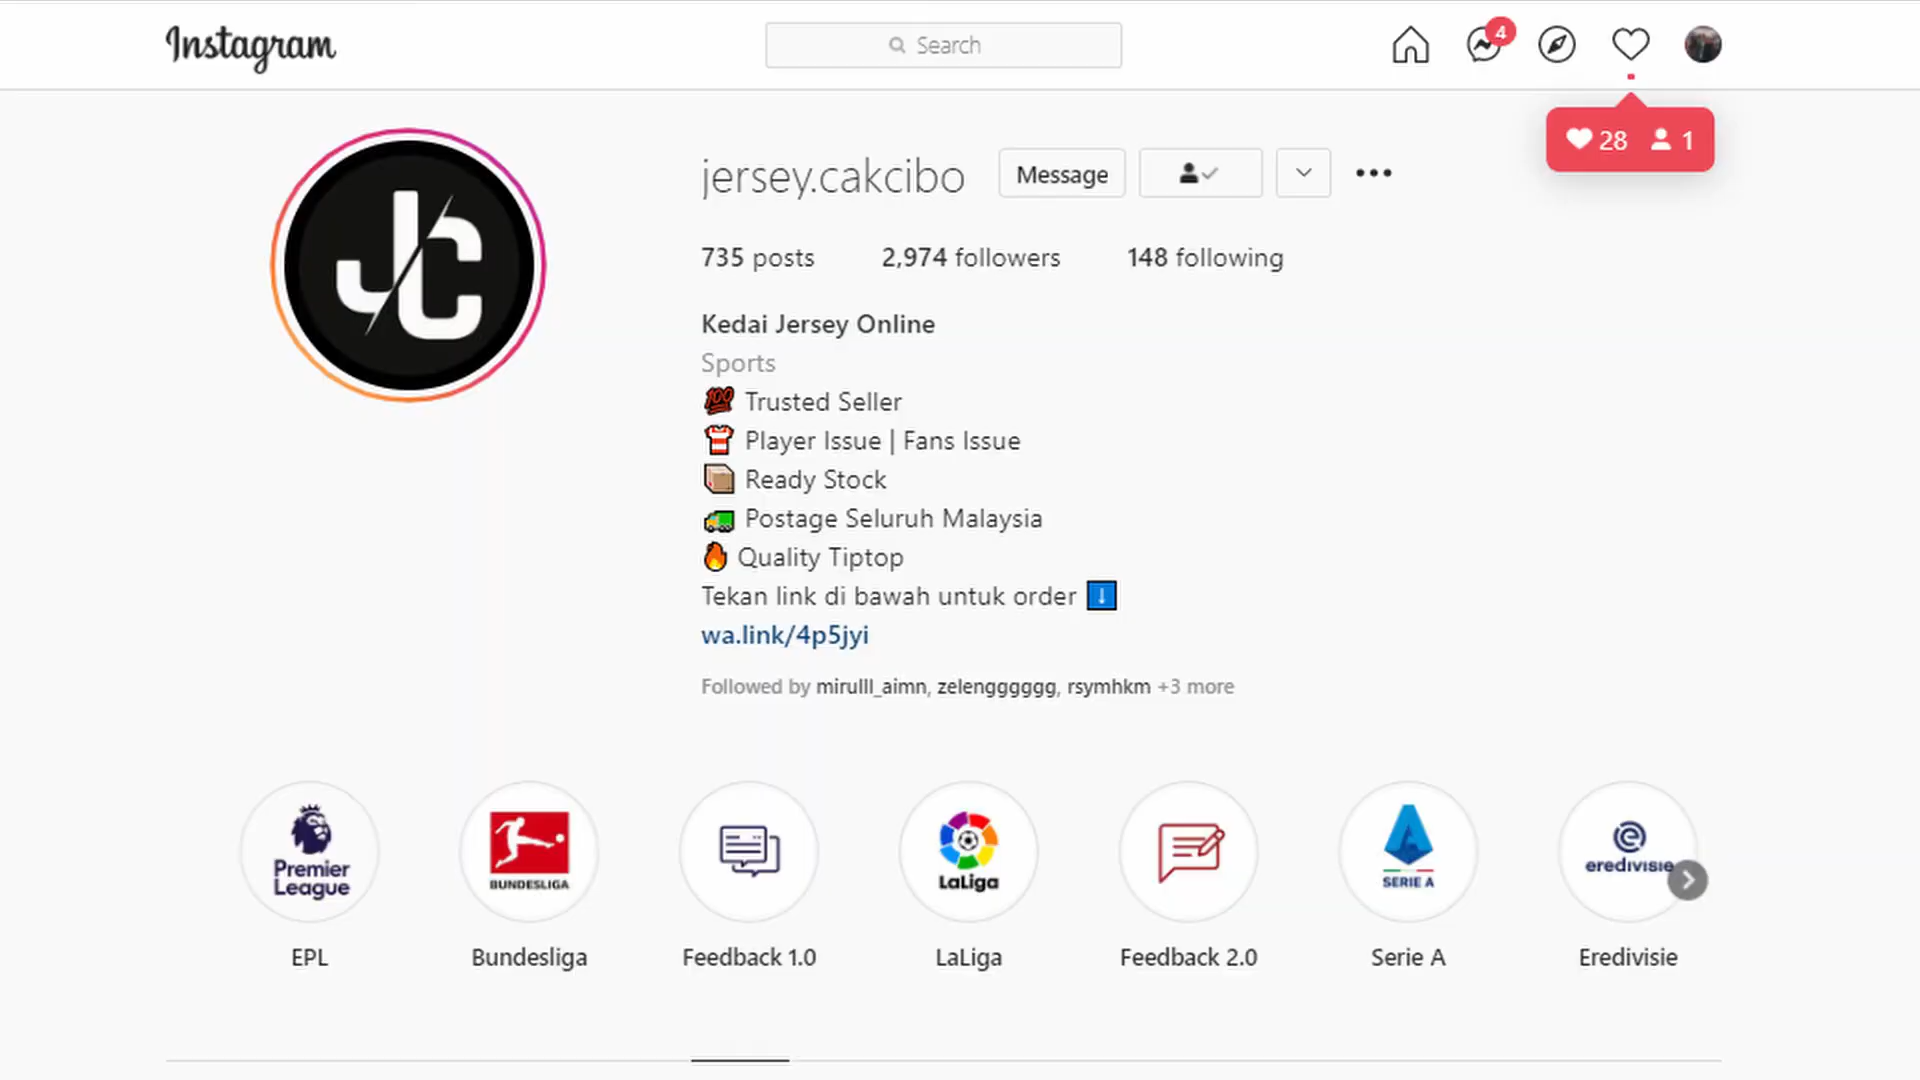 Instagram
Search
4
28 1
JC
jersey.cakcibo
Message
735 posts
2,974 followers
148 following
Kedai Jersey Online
Sports
💯 Trusted Seller
Player Issue | Fans Issue
Ready Stock
Postage Seluruh Malaysia
Quality Tiptop
Tekan link di bawah untuk order
wa.link/4p5jyi
Followed by mirulll_aimn, zelengggggg, rsymhkm +3 more
Premier
League
BUNDESLIGA
LaLiga
SERIE A
eredivisie
EPL
Bundesliga
Feedback 1.0
LaLiga
Feedback 2.0
Serie A
Eredivisie